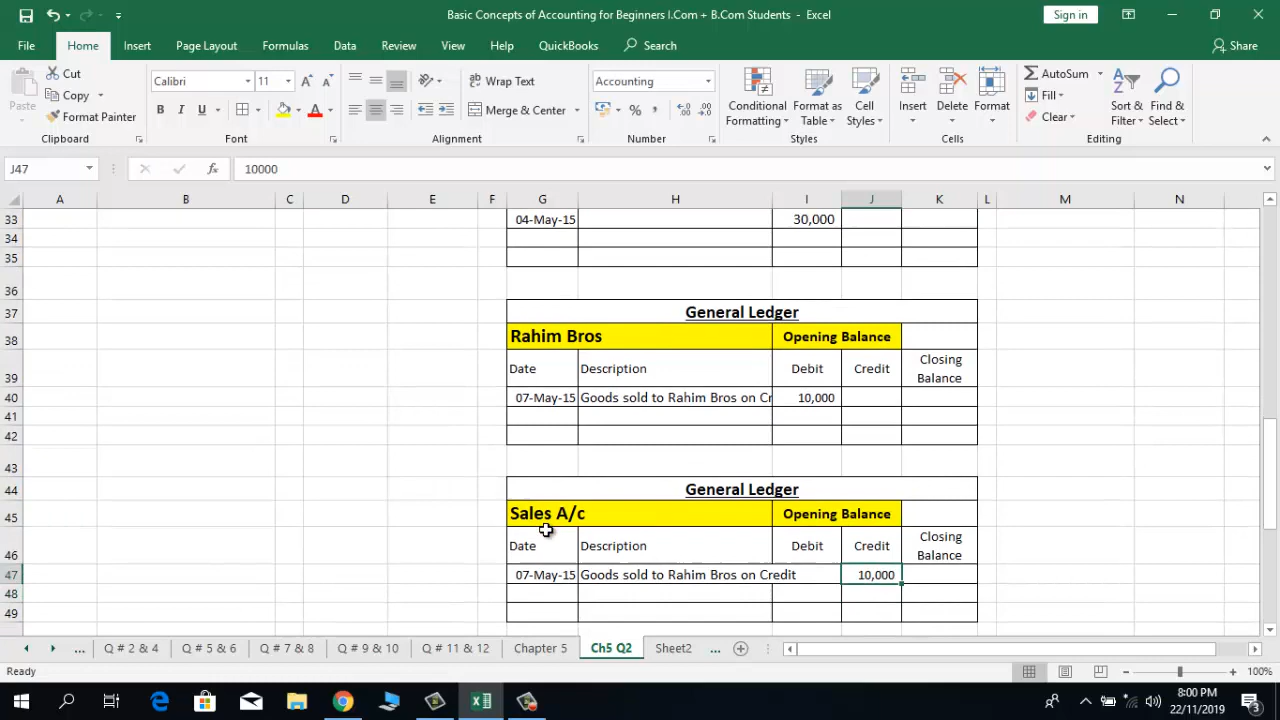 Basic Concepts of Accounting for Beginners I.Com + B.Com Students - Excel
Sign in
File Home Insert Page Layout Formulas Data Review View Help QuickBooks Search Share
Paste
Cut
Copy
Format Painter
Clipboard
Calibri 11
B I U
Font
Wrap Text
Merge & Center
Alignment
Accounting
%
Number
Conditional Formatting
Format as Table
Cell Styles
Styles
Insert
Delete
Format
Cells
AutoSum
Fill
Clear
Sort & Filter
Find & Select
Editing
J47 fx 10000
A B C D E F G H I J K L M N
33 04-May-15 30,000
34
35
36
37 General Ledger
38 Rahim Bros Opening Balance
39 Date Description Debit Credit Closing Balance
40 07-May-15 Goods sold to Rahim Bros on Cr 10,000
41
42
43
44 General Ledger
45 Sales A/c Opening Balance
46 Date Description Debit Credit Closing Balance
47 07-May-15 Goods sold to Rahim Bros on Credit 10,000
48
49
... Q # 2 & 4 Q # 5 & 6 Q # 7 & 8 Q # 9 & 10 Q # 11 & 12 Chapter 5 Ch5 Q2 Sheet2 ...
Ready 100%
8:00 PM
22/11/2019
3